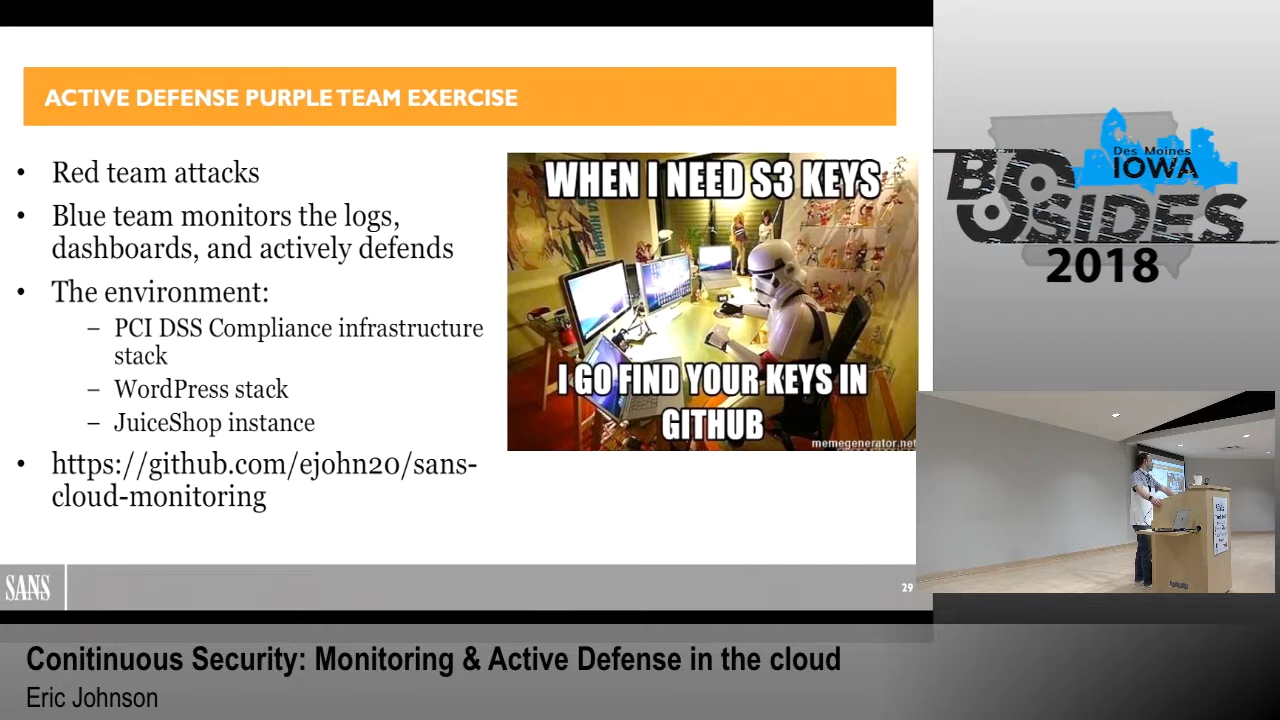 ACTIVE DEFENSE PURPLE TEAM EXERCISE
• Red team attacks
• Blue team monitors the logs,
dashboards, and actively defends
• The environment:
– PCI DSS Compliance infrastructure
stack
– WordPress stack
– JuiceShop instance
• https://github.com/ejohn20/sans-
cloud-monitoring
WHEN I NEED S3 KEYS
I GO FIND YOUR KEYS IN
GITHUB
memegenerator.net
SANS
29
Des Moines
IOWA
BSIDES
2018
Conitinuous Security: Monitoring & Active Defense in the cloud
Eric Johnson